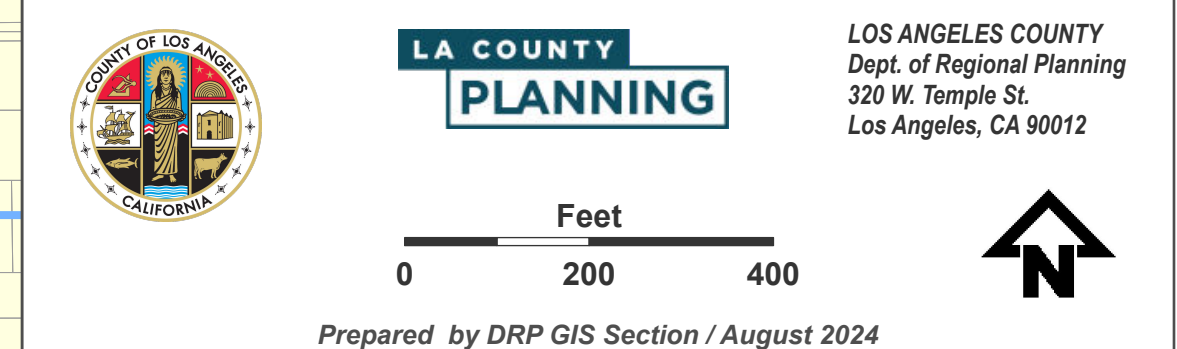 COUNTY OF LOS ANGELES
CALIFORNIA
LA COUNTY
PLANNING
LOS ANGELES COUNTY
Dept. of Regional Planning
320 W. Temple St.
Los Angeles, CA 90012
Feet
0 200 400
N
Prepared by DRP GIS Section / August 2024